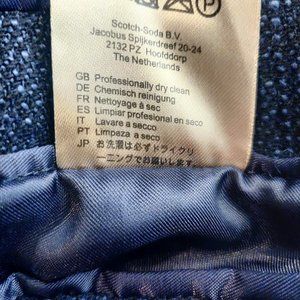 P
Scotch-Soda B.V.
Jacobus Spijkerdreef 20-24
2132 PZ Hoofddorp
The Netherlands
GB Professionally dry clean
DE Chemisch reinigung
FR Nettoyage à sec
ES Limpiar profesional en seco
IT Lavare a secco
PT Limpeza a seco
JP お洗濯は必ずドライクリ
ーニングでお願いします。